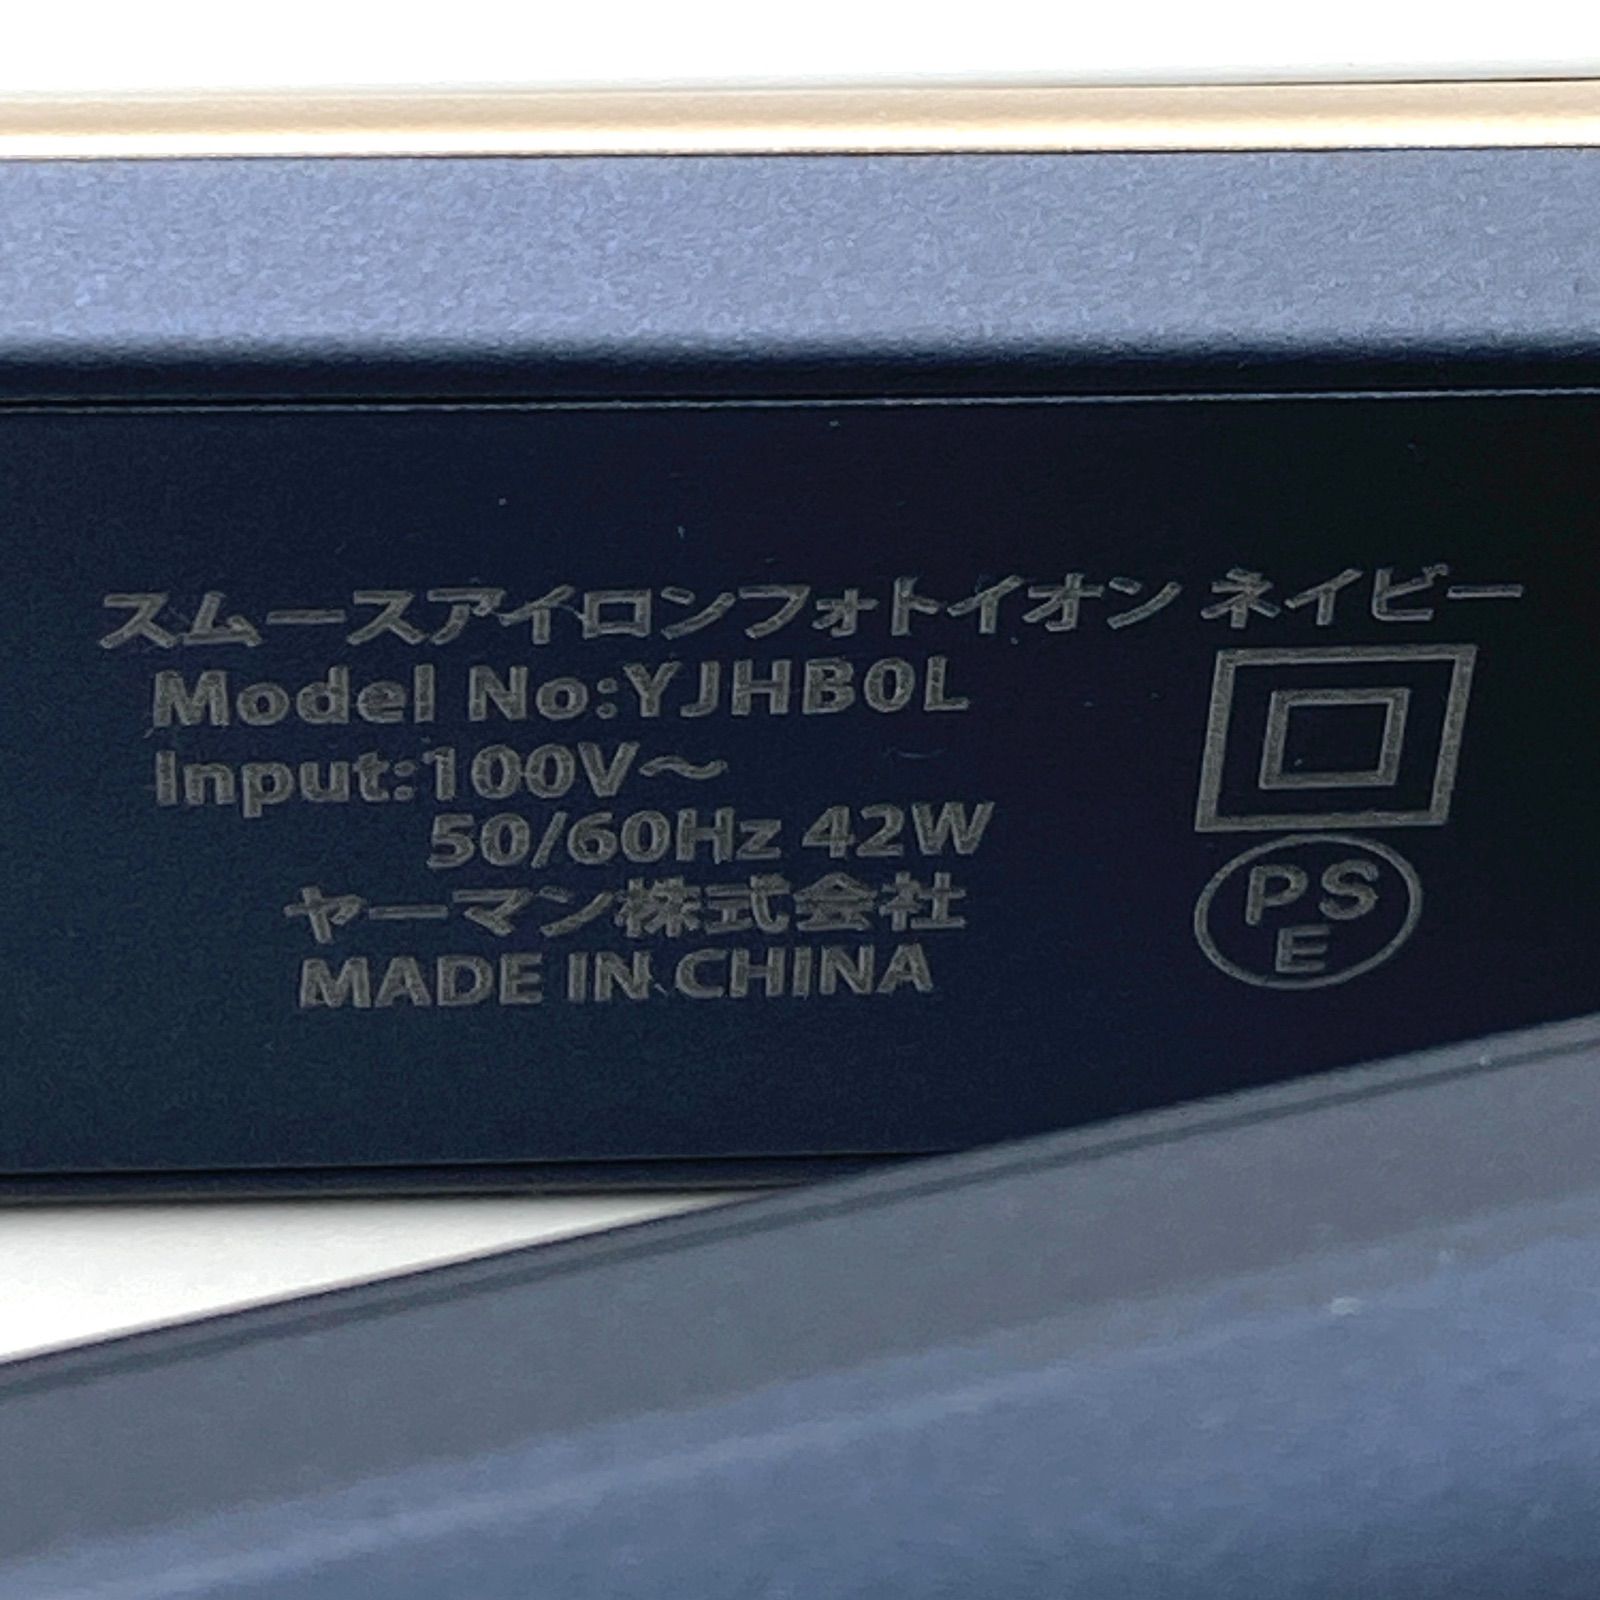 スムースアイロンフォトイオン ネイビー
Model No:YJHB0L
Input:100V～
50/60Hz 42W
ヤーマン株式会社
MADE IN CHINA
PS
E